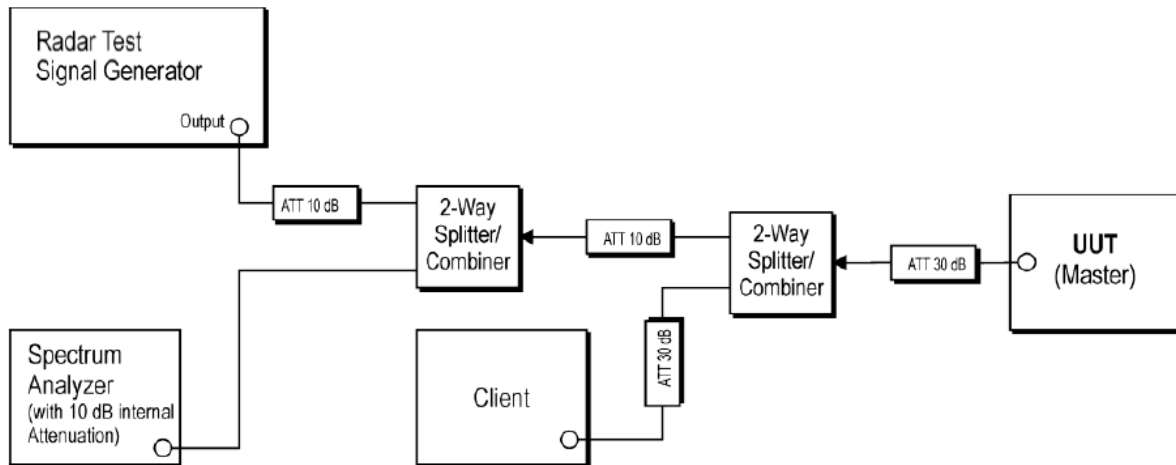 Radar Test
Signal Generator
Output
ATT 10 dB
2-Way
Splitter/
Combiner
ATT 10 dB
2-Way
Splitter/
Combiner
ATT 30 dB
UUT
(Master)
ATT 30 dB
Spectrum
Analyzer
(with 10 dB internal
Attenuation)
Client